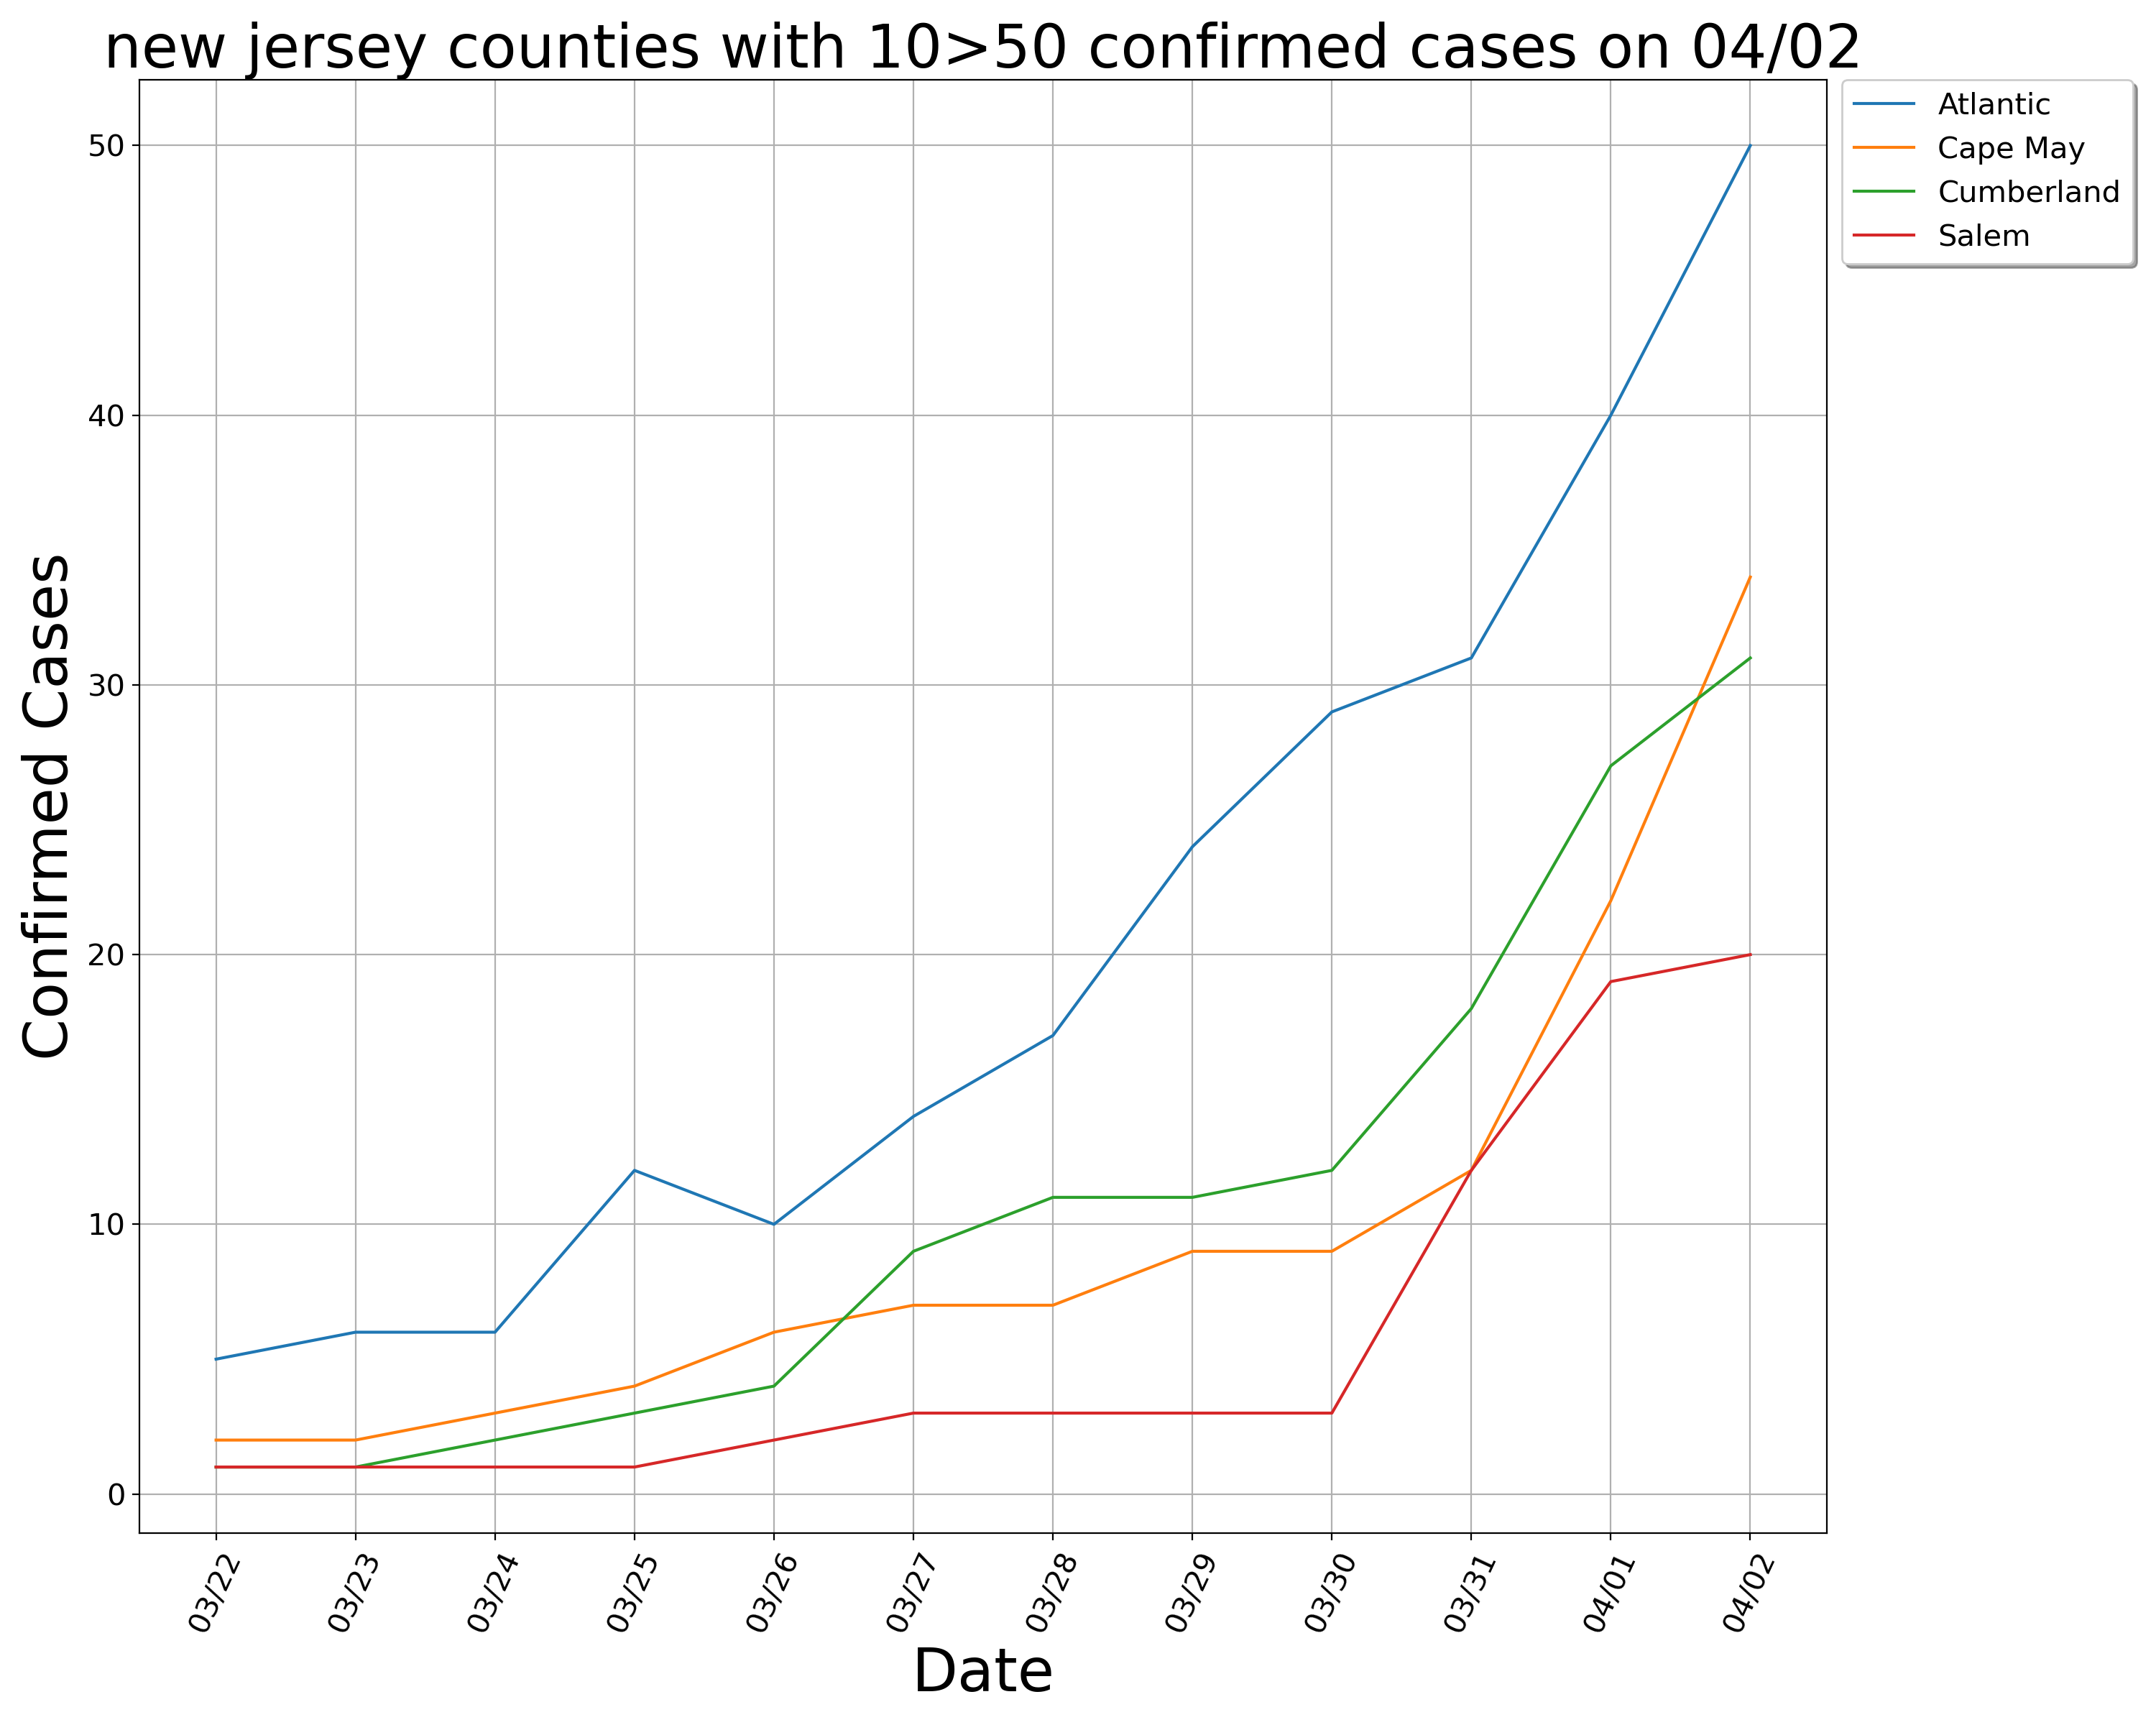 new jersey counties with 10>50 confirmed cases on 04/02
Atlantic
Cape May
Cumberland
Salem
Confirmed Cases
50
40
30
20
10
0
03/22
03/23
03/24
03/25
03/26
03/27
03/28
03/29
03/30
03/31
04/01
04/02
Date